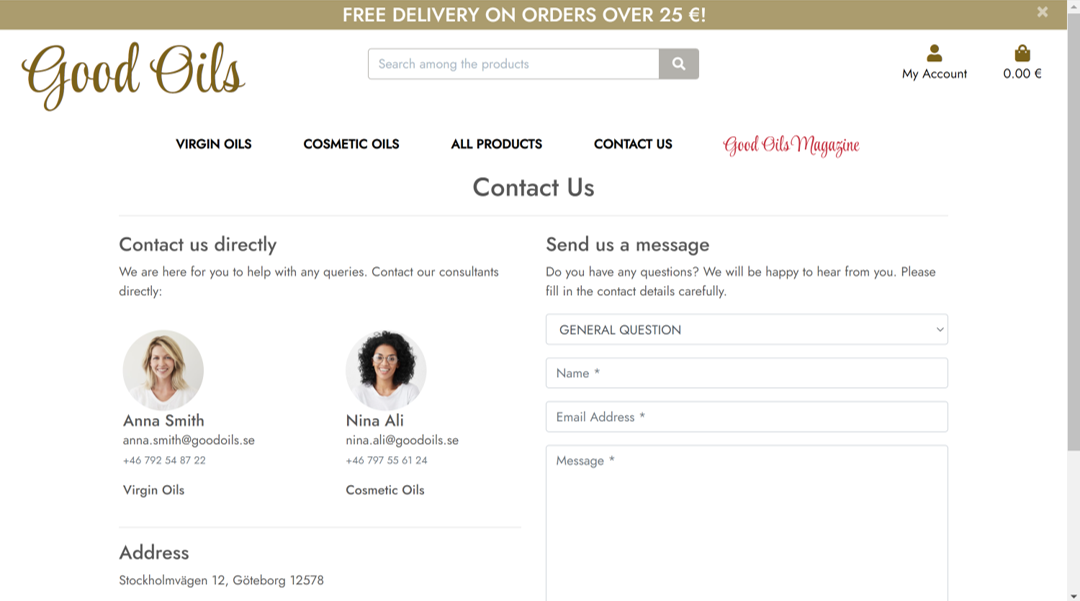 FREE DELIVERY ON ORDERS OVER 25 €!
×
Good Oils
Search among the products
My Account
0.00 €
VIRGIN OILS
COSMETIC OILS
ALL PRODUCTS
CONTACT US
Good Oils Magazine
Contact Us
Contact us directly
We are here for you to help with any queries. Contact our consultants
directly:
Anna Smith
anna.smith@goodoils.se
+46 792 54 87 22
Virgin Oils
Nina Ali
nina.ali@goodoils.se
+46 797 55 61 24
Cosmetic Oils
Address
Stockholmvägen 12, Göteborg 12578
Send us a message
Do you have any questions? We will be happy to hear from you. Please
fill in the contact details carefully.
GENERAL QUESTION
Name *
Email Address *
Message *